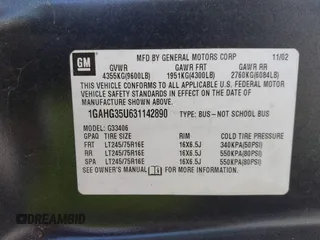 GM
MFD BY GENERAL MOTORS CORP 11/02
GVWR GAWR FRT GAWR RR
4355KG(9600LB) 1951KG(4300LB) 2760KG(6084LB)
THIS VEHICLE CONFORMS TO ALL APPLICABLE U.S. FEDERAL MOTOR
VEHICLE SAFETY STANDARDS IN EFFECT ON THE DATE OF
MANUFACTURE SHOWN ABOVE.
1GAHG35U631142890 TYPE: BUS - NOT SCHOOL BUS
MODEL: G33406
GPAO TIRE SIZE RIM COLD TIRE PRESSURE
FRT LT245/75R16E 16X6.5J 340KPA(50PSI)
RR LT245/75R16E 16X6.5J 550KPA(80PSI)
SPA LT245/75R16E 16X6.5J 550KPA(80PSI)
SEE OWNER'S MANUAL FOR MORE INFORMATION.
DREAMBID